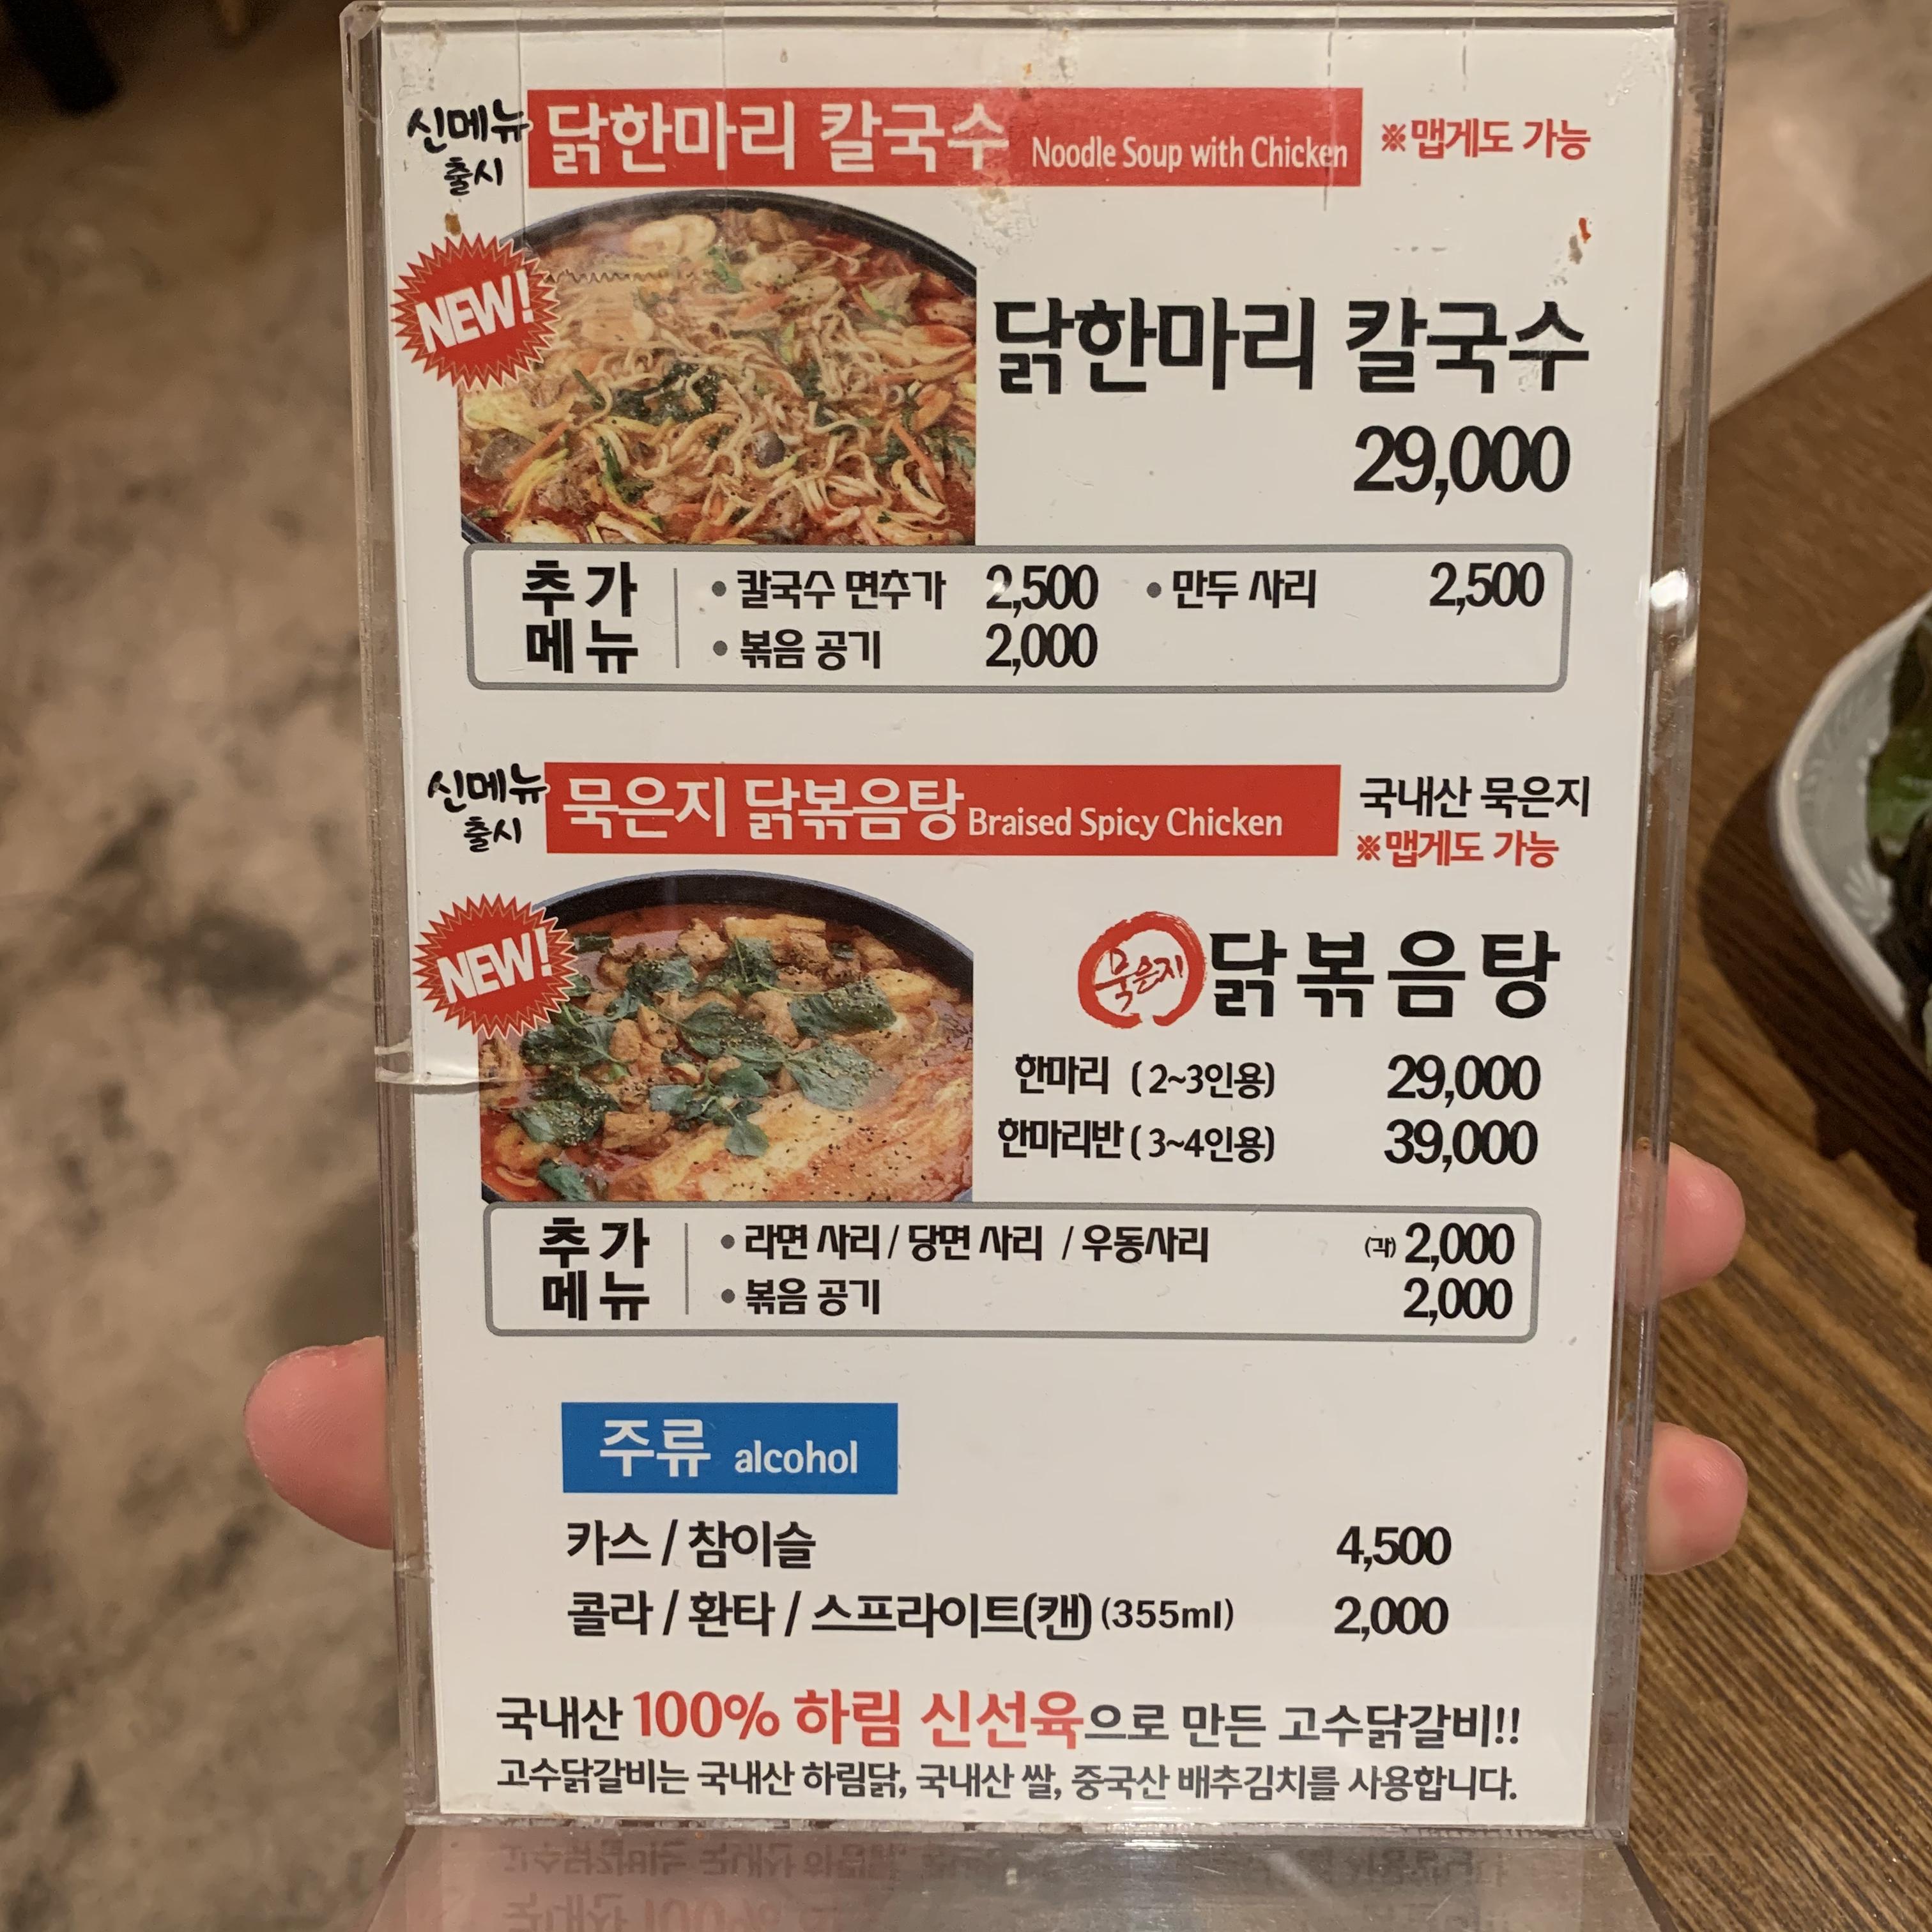 신메뉴 출시
닭한마리 칼국수 Noodle Soup with Chicken ※맵게도 가능
NEW!
닭한마리 칼국수
29,000
추가 메뉴
• 칼국수 면추가 2,500 • 만두 사리 2,500
• 볶음 공기 2,000
신메뉴 출시
묵은지 닭볶음탕 Braised Spicy Chicken
국내산 묵은지
※맵게도 가능
NEW!
묵은지 닭볶음탕
한마리 (2~3인용) 29,000
한마리반 (3~4인용) 39,000
추가 메뉴
• 라면 사리 / 당면 사리 / 우동사리 (각) 2,000
• 볶음 공기 2,000
주류 alcohol
카스 / 참이슬 4,500
콜라 / 환타 / 스프라이트(캔) (355ml) 2,000
국내산 100% 하림 신선육으로 만든 고수닭갈비!!
고수닭갈비는 국내산 하림닭, 국내산 쌀, 중국산 배추김치를 사용합니다.